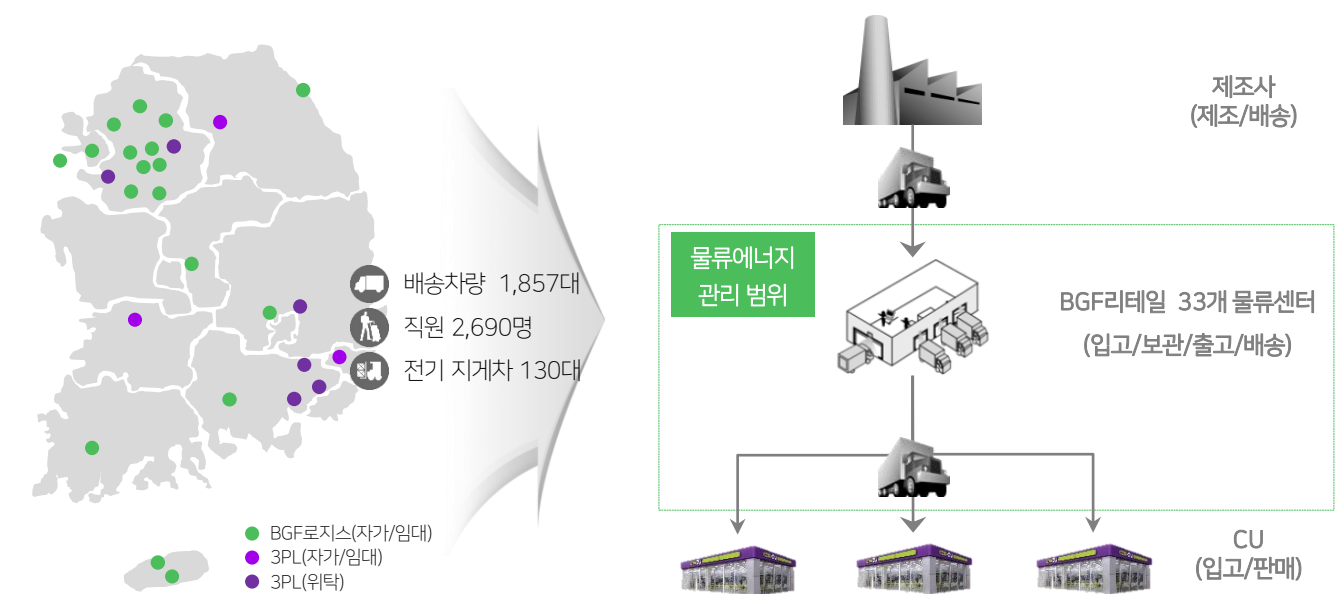 배송차량 1,857대
직원 2,690명
전기 지게차 130대
BGF로지스(자가/임대)
3PL(자가/임대)
3PL(위탁)
제조사
(제조/배송)
물류에너지
관리 범위
BGF리테일 33개 물류센터
(입고/보관/출고/배송)
CU
(입고/판매)